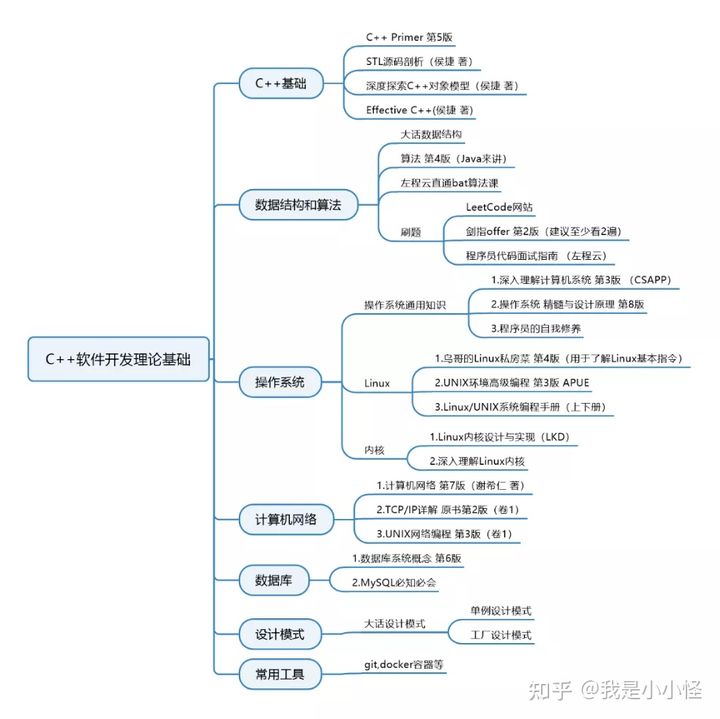 C++软件开发理论基础
C++基础
C++ Primer 第5版
STL源码剖析（侯捷 著）
深度探索C++对象模型（侯捷 著）
Effective C++(侯捷 著)
数据结构和算法
大话数据结构
算法 第4版（Java来讲）
左程云直通bat算法课
刷题
LeetCode网站
剑指offer 第2版（建议至少看2遍）
程序员代码面试指南 （左程云）
操作系统
操作系统通用知识
1.深入理解计算机系统 第3版 （CSAPP）
2.操作系统 精髓与设计原理 第8版
3.程序员的自我修养
Linux
1.鸟哥的Linux私房菜 第4版（用于了解Linux基本指令）
2.UNIX环境高级编程 第3版 APUE
3.Linux/UNIX系统编程手册（上下册）
内核
1.Linux内核设计与实现（LKD）
2.深入理解Linux内核
计算机网络
1.计算机网络 第7版（谢希仁 著）
2.TCP/IP详解 原书第2版（卷1）
3.UNIX网络编程 第3版（卷1）
数据库
1.数据库系统概念 第6版
2.MySQL必知必会
设计模式
大话设计模式
单例设计模式
工厂设计模式
常用工具
git,docker容器等
知乎 @我是小小怪